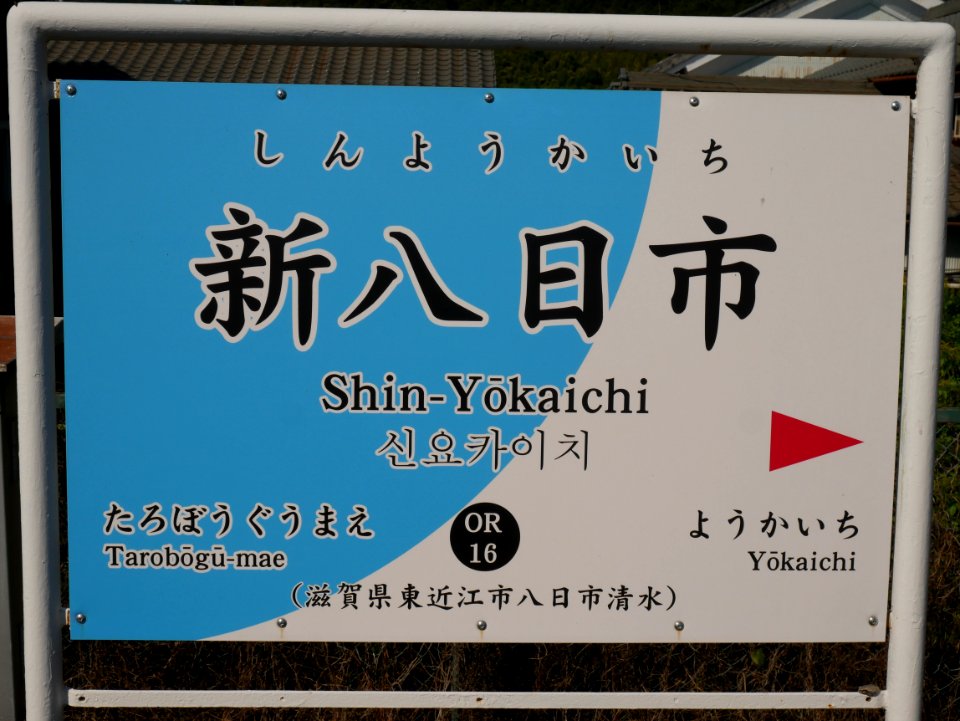 しんようかいち
新八日市
Shin-Yōkaichi
신요카이치
たろぼうぐうまえ
Tarobōgū-mae
OR
16
ようかいち
Yōkaichi
（滋賀県東近江市八日市清水）